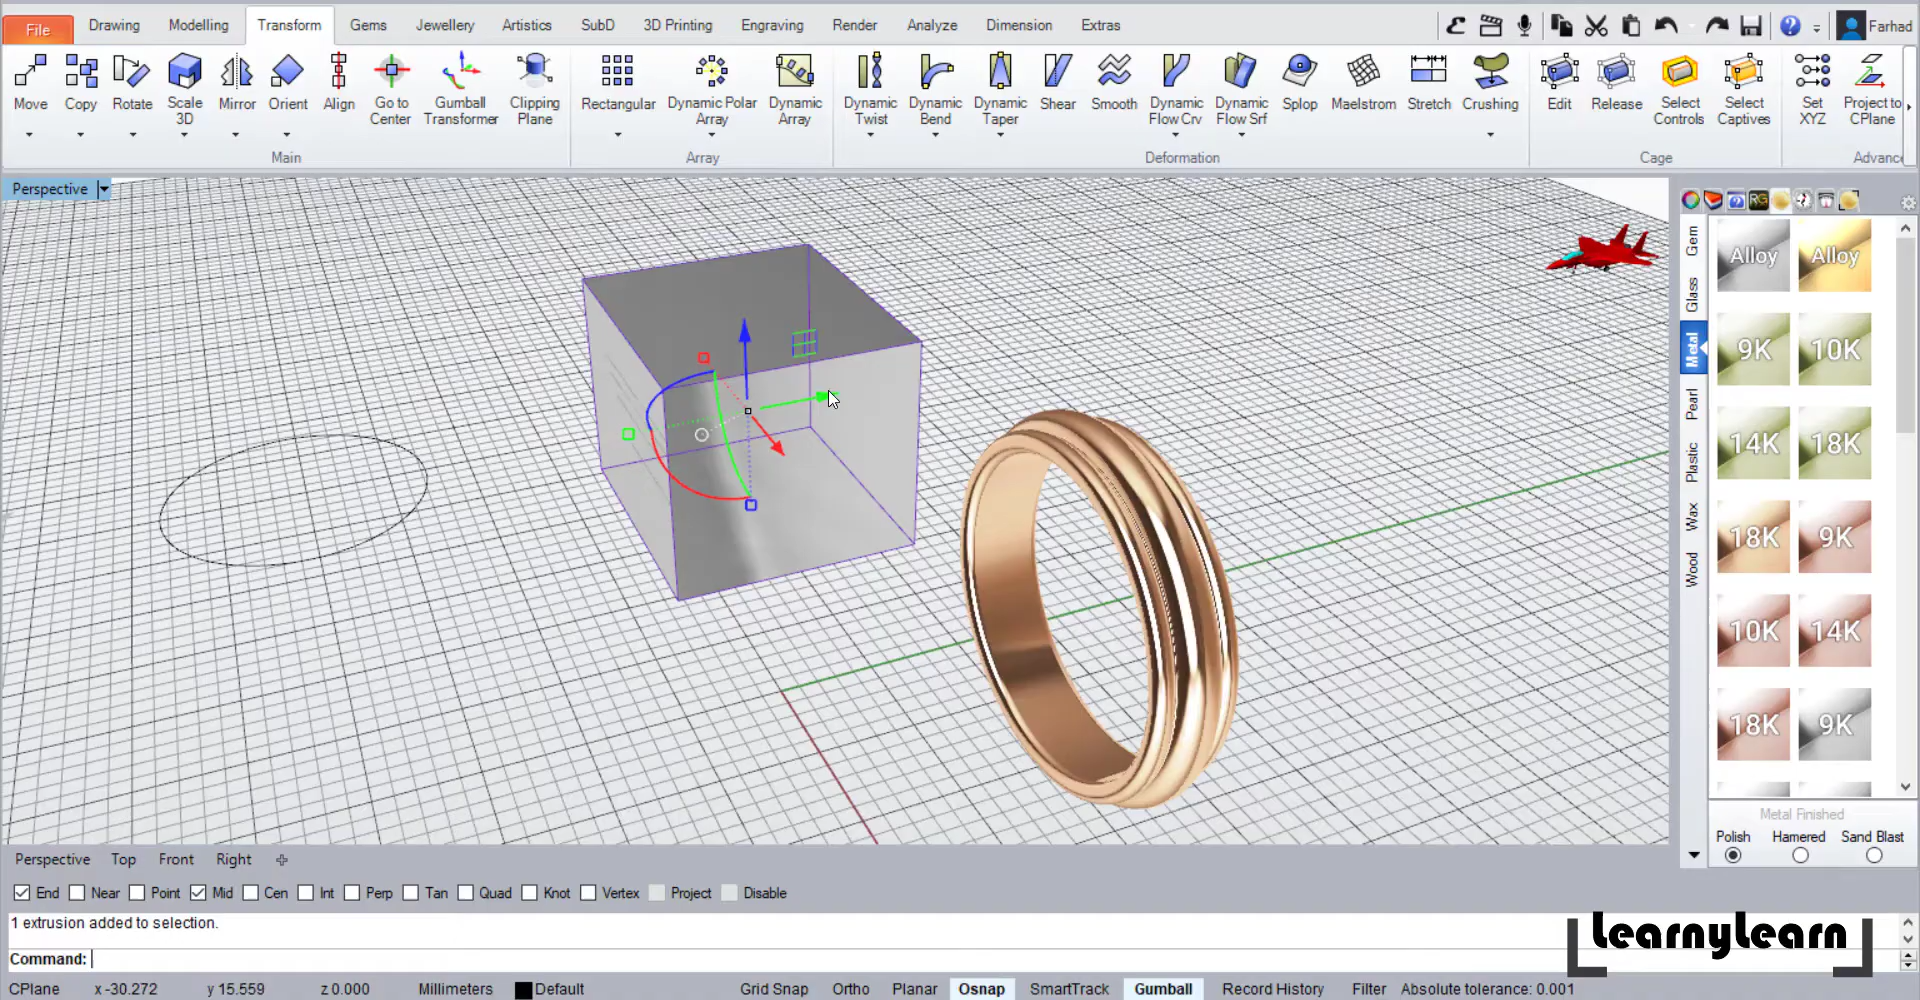 File Drawing Modelling Transform Gems Jewellery Artistics SubD 3D Printing Engraving Render Analyze Dimension Extras Farhad
Move Copy Rotate Scale 3D Mirror Orient Align Go to Center Gumball Transformer Clipping Plane Rectangular Dynamic Polar Array Dynamic Array Dynamic Twist Dynamic Bend Dynamic Taper Shear Smooth Dynamic Flow Crv Dynamic Flow Srf Splop Maelstrom Stretch Crushing Edit Release Select Controls Select Captives Set XYZ Project to CPlane
Main Array Deformation Cage Advanc
Perspective
RG
Gem
Glass
Metal
Pearl
Plastic
Wax
Wood
Alloy Alloy
9K 10K
14K 18K
18K 9K
10K 14K
18K 9K
Metal Finished
Polish Hamered Sand Blast
Perspective Top Front Right
End Near Point Mid Cen Int Perp Tan Quad Knot Vertex Project Disable
1 extrusion added to selection.
Command:
LearnyLearn
CPlane x -30.272 y 15.559 z 0.000 Millimeters Default Grid Snap Ortho Planar Osnap SmartTrack Gumball Record History Filter Absolute tolerance: 0.001